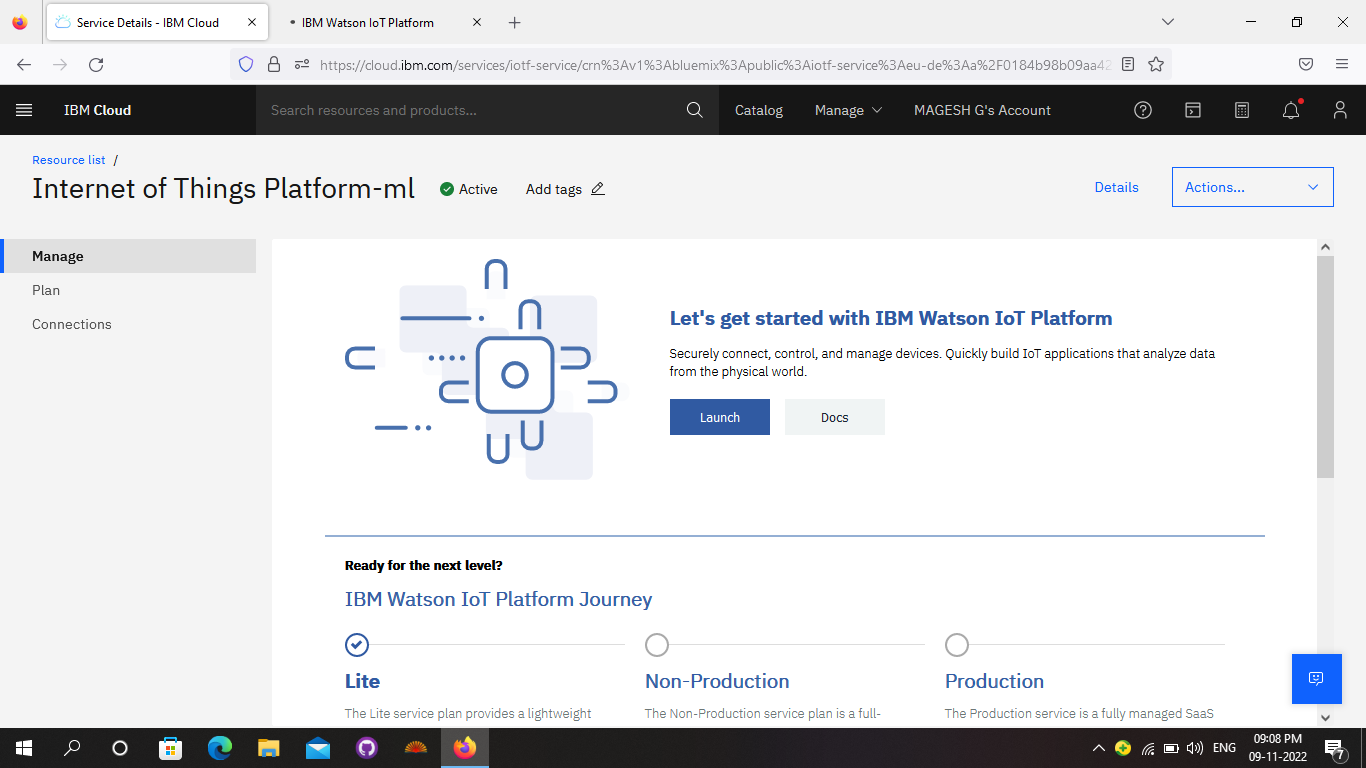 Service Details - IBM Cloud
IBM Watson IoT Platform
https://cloud.ibm.com/services/iotf-service/crn%3Av1%3Abluemix%3Apublic%3Aiotf-service%3Aeu-de%3Aa%2F0184b98b09aa42
IBM Cloud
Search resources and products...
Catalog
Manage
MAGESH G's Account
Resource list /
Internet of Things Platform-ml
Active
Add tags
Details
Actions...
Manage
Plan
Connections
Let's get started with IBM Watson IoT Platform
Securely connect, control, and manage devices. Quickly build IoT applications that analyze data
from the physical world.
Launch
Docs
Ready for the next level?
IBM Watson IoT Platform Journey
Lite
Non-Production
Production
The Lite service plan provides a lightweight
The Non-Production service plan is a full-
The Production service is a fully managed SaaS
ENG
09:08 PM
09-11-2022
7